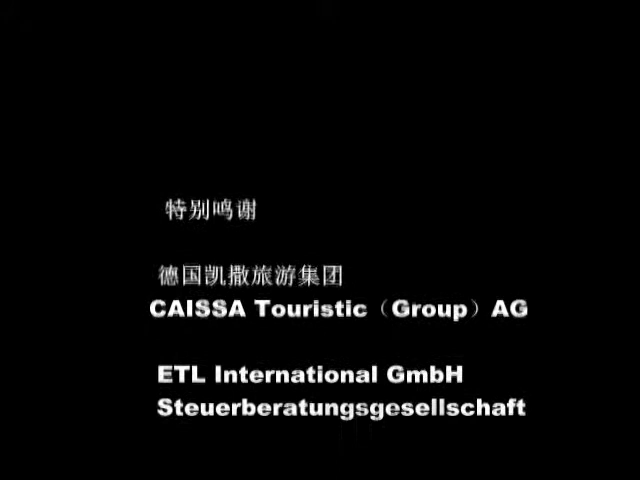 特别鸣谢
德国凯撒旅游集团
CAISSA Touristic（Group）AG
ETL International GmbH
Steuerberatungsgesellschaft